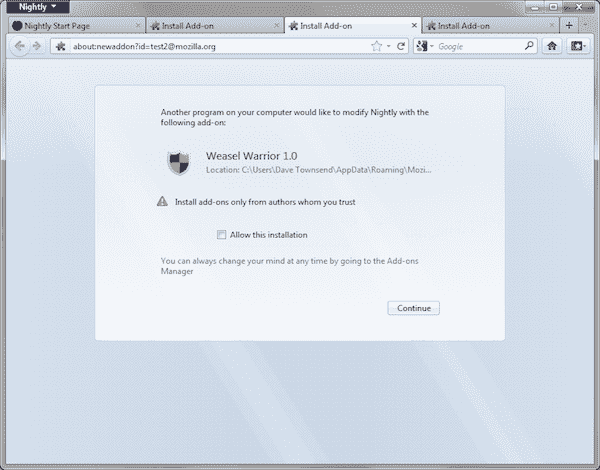 Nightly
Nightly Start Page
Install Add-on
Install Add-on
Install Add-on
about:newaddon?id=test2@mozilla.org
Google
Another program on your computer would like to modify Nightly with the
following add-on:
Weasel Warrior 1.0
Location: C:\Users\Dave Townsend\AppData\Roaming\Mozi...
Install add-ons only from authors whom you trust
Allow this installation
You can always change your mind at any time by going to the Add-ons
Manager
Continue